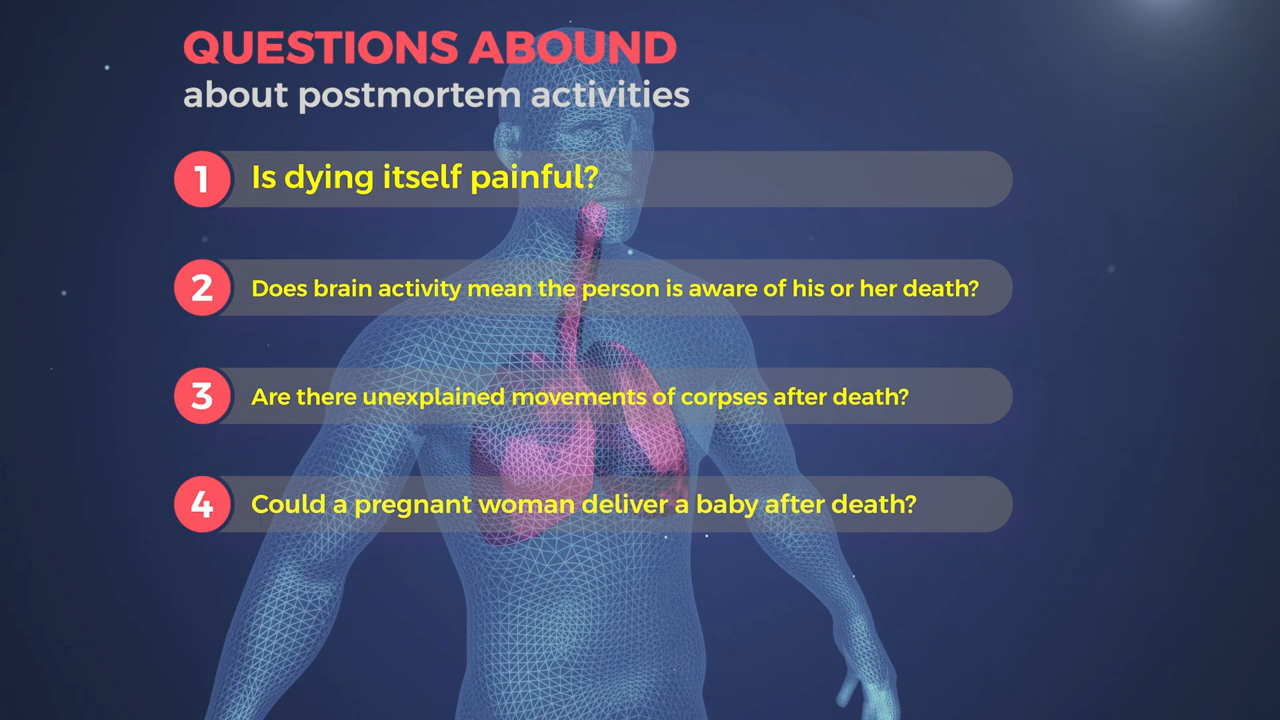 QUESTIONS ABOUND
about postmortem activities
1 Is dying itself painful?
2 Does brain activity mean the person is aware of his or her death?
3 Are there unexplained movements of corpses after death?
4 Could a pregnant woman deliver a baby after death?